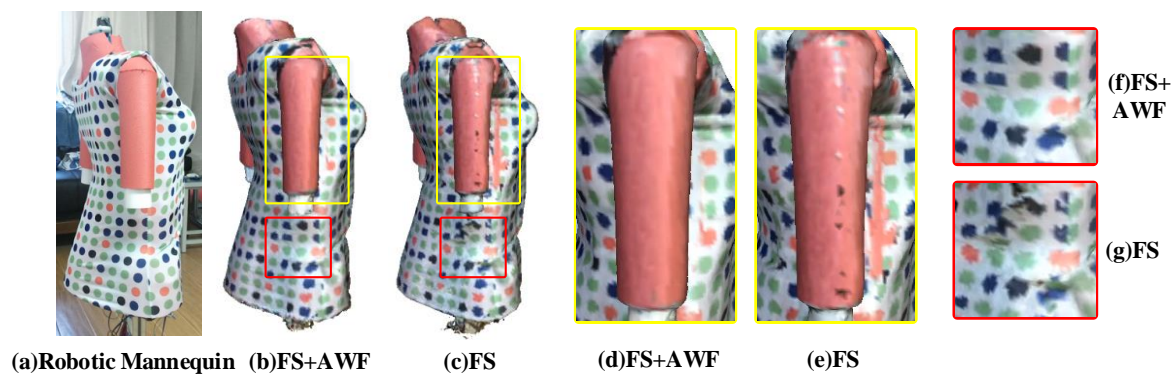 (a)Robotic Mannequin
(b)FS+AWF
(c)FS
(d)FS+AWF
(e)FS
(f)FS+
AWF
(g)FS